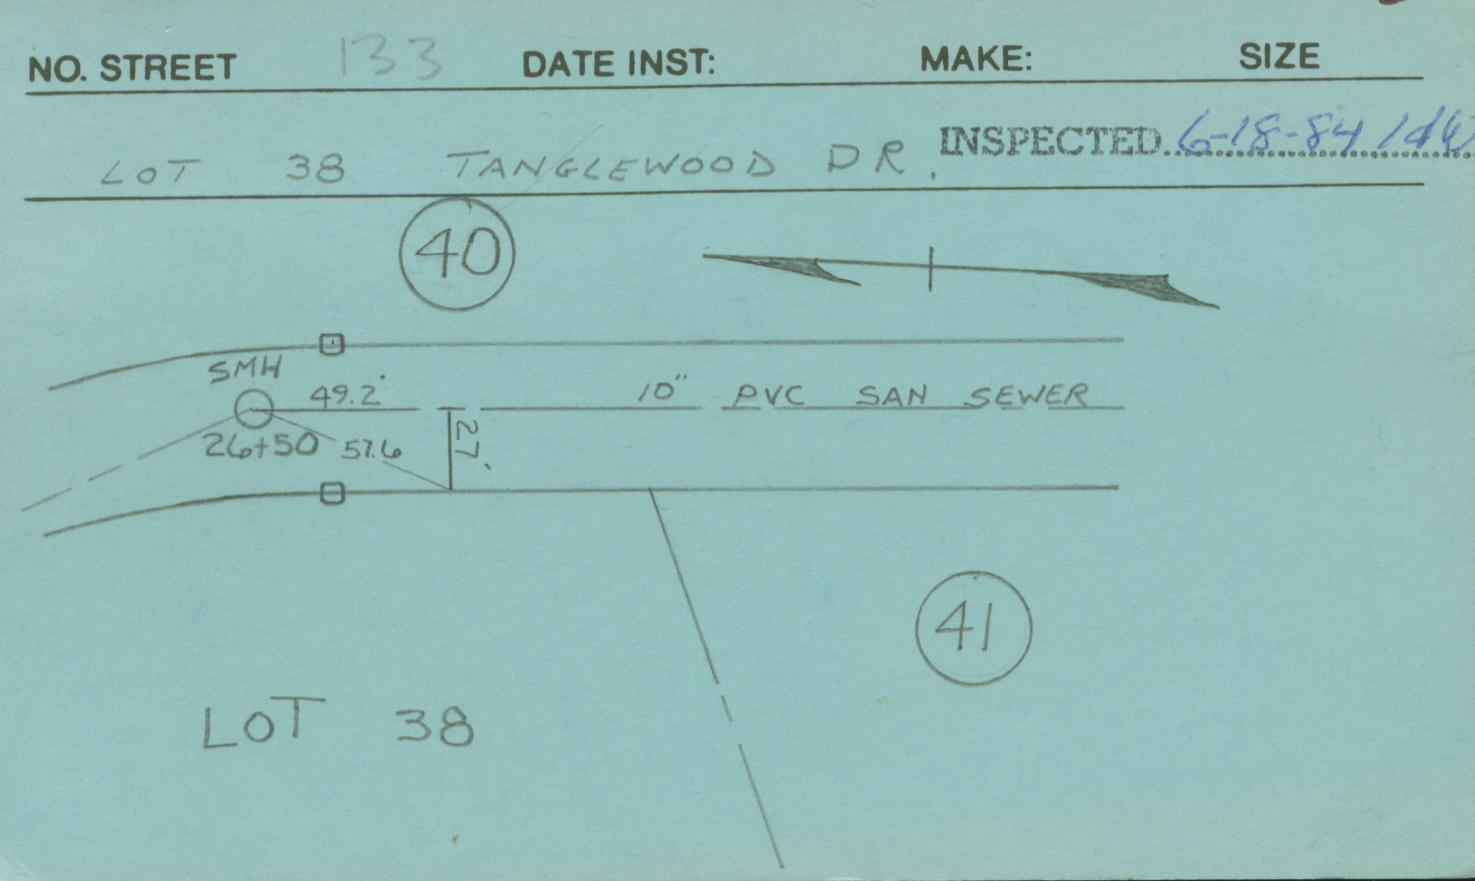 NO. STREET 133 DATE INST: MAKE: SIZE
LOT 38 TANGLEWOOD DR. INSPECTED 6-18-84
40
SMH
49.2' 10" PVC SAN SEWER
26+50 57.6 27'
41
LOT 38